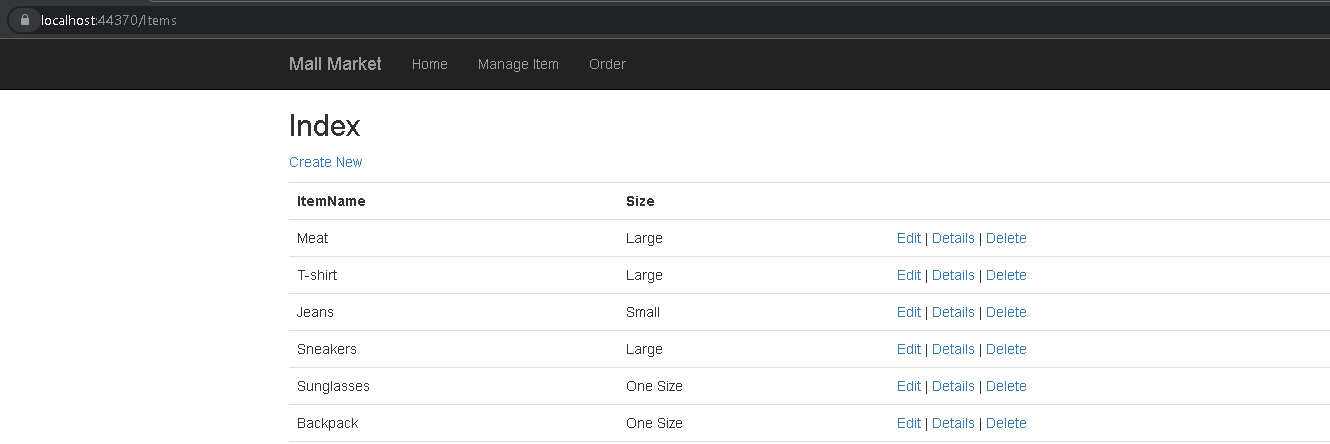 localhost:44370/Items
Mall Market Home Manage Item Order
Index
Create New
ItemName Size
Meat Large Edit | Details | Delete
T-shirt Large Edit | Details | Delete
Jeans Small Edit | Details | Delete
Sneakers Large Edit | Details | Delete
Sunglasses One Size Edit | Details | Delete
Backpack One Size Edit | Details | Delete